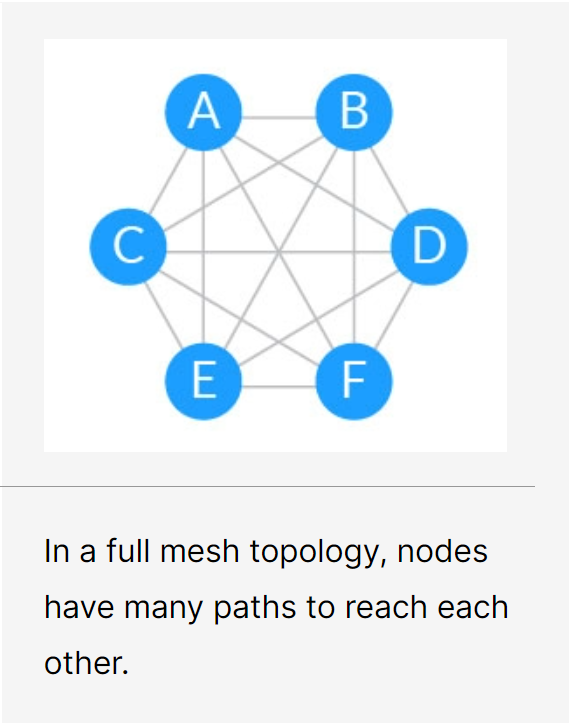 A B
C D
E F
In a full mesh topology, nodes
have many paths to reach each
other.